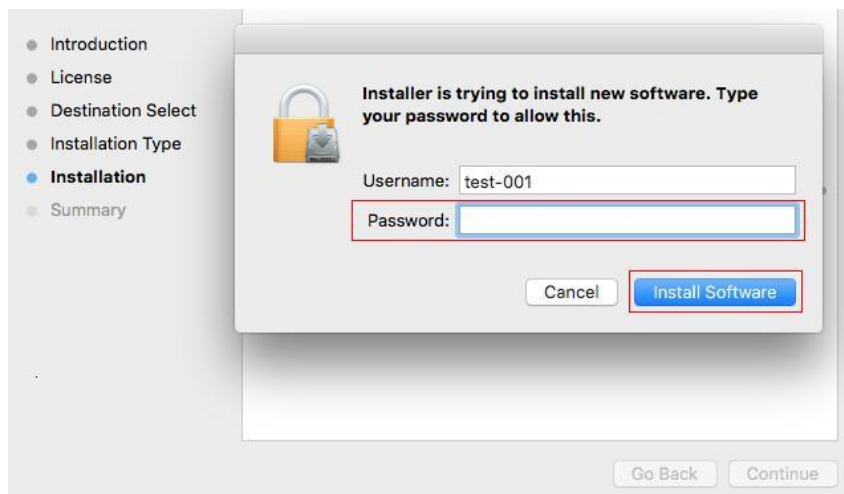 Introduction
License
Destination Select
Installation Type
Installation
Summary
Installer is trying to install new software. Type
your password to allow this.
Username: test-001
Password:
Cancel Install Software
Go Back Continue